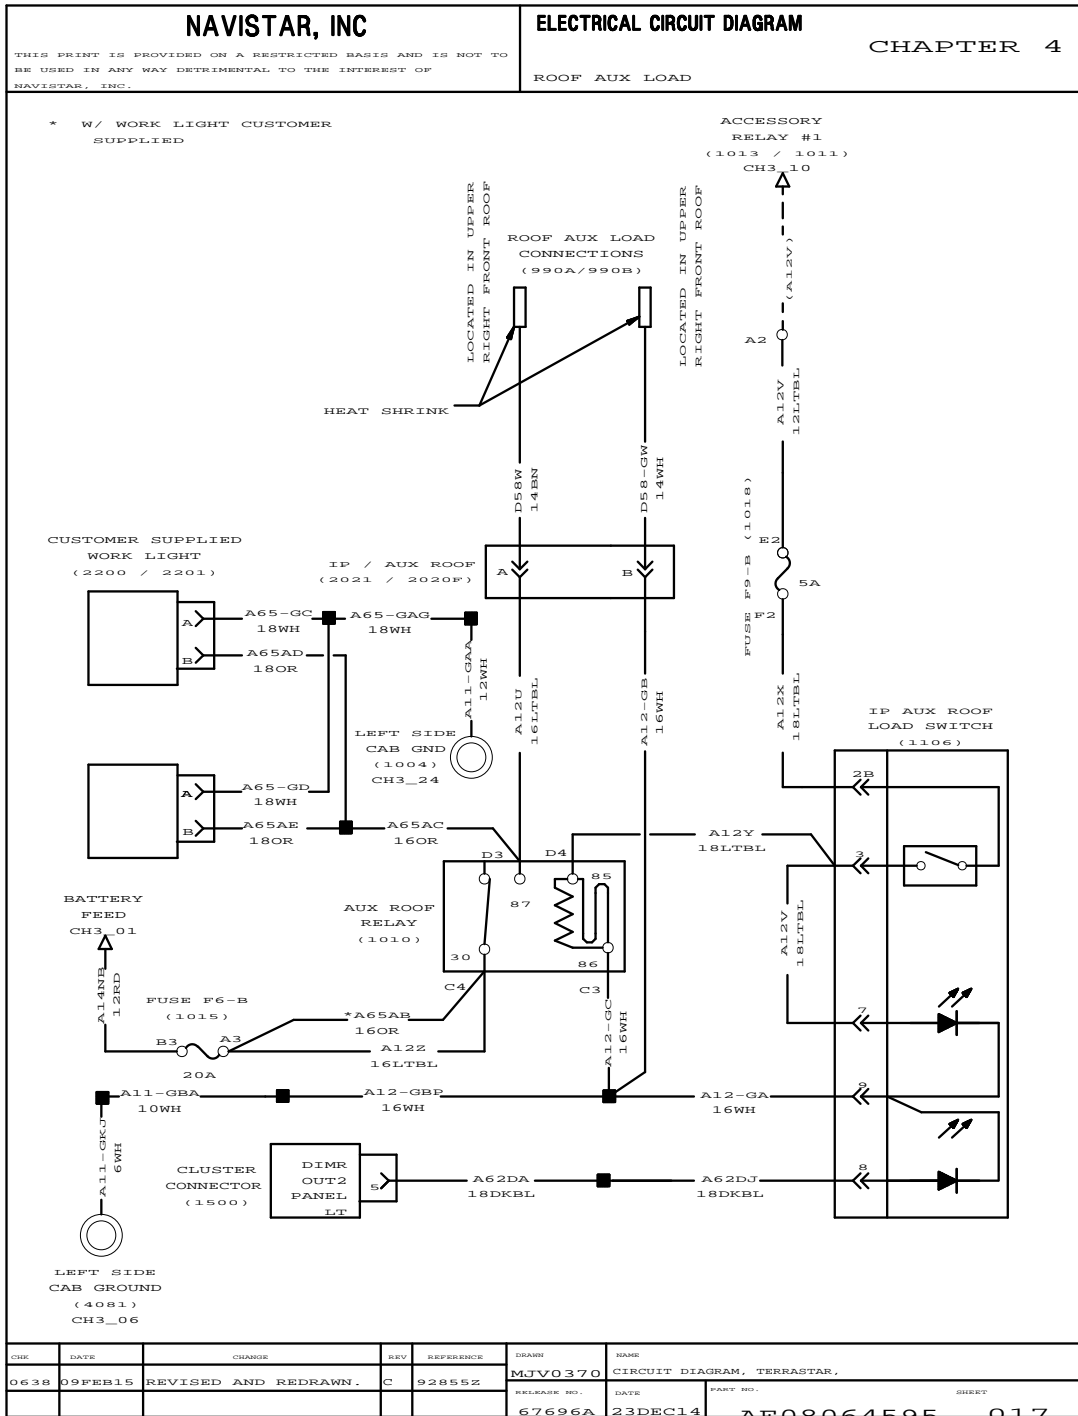 NAVISTAR, INC
THIS PRINT IS PROVIDED ON A RESTRICTED BASIS AND IS NOT TO
BE USED IN ANY WAY DETRIMENTAL TO THE INTEREST OF
NAVISTAR, INC.
ELECTRICAL CIRCUIT DIAGRAM
CHAPTER 4
ROOF AUX LOAD
* W/ WORK LIGHT CUSTOMER
SUPPLIED
ACCESSORY
RELAY #1
(1013 / 1011)
CH3_10
LOCATED IN UPPER
RIGHT FRONT ROOF
ROOF AUX LOAD
CONNECTIONS
(990A/990B)
LOCATED IN UPPER
RIGHT FRONT ROOF
(A12V)
A2
A12V
12LTBL
HEAT SHRINK
D58W
14BN
D58-GW
14WH
FUSE F9-B (1018)
E2
5A
F2
CUSTOMER SUPPLIED
WORK LIGHT
(2200 / 2201)
IP / AUX ROOF
(2021 / 2020F)
A
B
A
A65-GC
18WH
A65-GAG
18WH
B
A65AD
18OR
A11-GAA
12WH
A12U
16LTBL
A12-GB
16WH
A12X
18LTBL
LEFT SIDE
CAB GND
(1004)
CH3_24
IP AUX ROOF
LOAD SWITCH
(1106)
2B
A
A65-GD
18WH
B
A65AE
18OR
A65AC
16OR
A12Y
18LTBL
D3
D4
3
85
87
AUX ROOF
RELAY
(1010)
30
86
C4
C3
A12V
18LTBL
BATTERY
FEED
CH3_01
A14NB
12RD
FUSE F6-B
(1015)
*A65AB
16OR
B3
A3
A12Z
16LTBL
20A
A12-GC
16WH
7
A11-GBA
10WH
A12-GBP
16WH
A12-GA
16WH
9
A11-GKJ
6WH
CLUSTER
CONNECTOR
(1500)
DIMR
OUT2
PANEL
LT
5
A62DA
18DKBL
A62DJ
18DKBL
8
LEFT SIDE
CAB GROUND
(4081)
CH3_06
CHK DATE CHANGE REV REFERENCE
0638 09FEB15 REVISED AND REDRAWN. C 92855Z
DRAWN
MJV0370
NAME
CIRCUIT DIAGRAM, TERRASTAR,
RELEASE NO.
67696A
DATE
23DEC14
PART NO.
SHEET
AF08064595 017